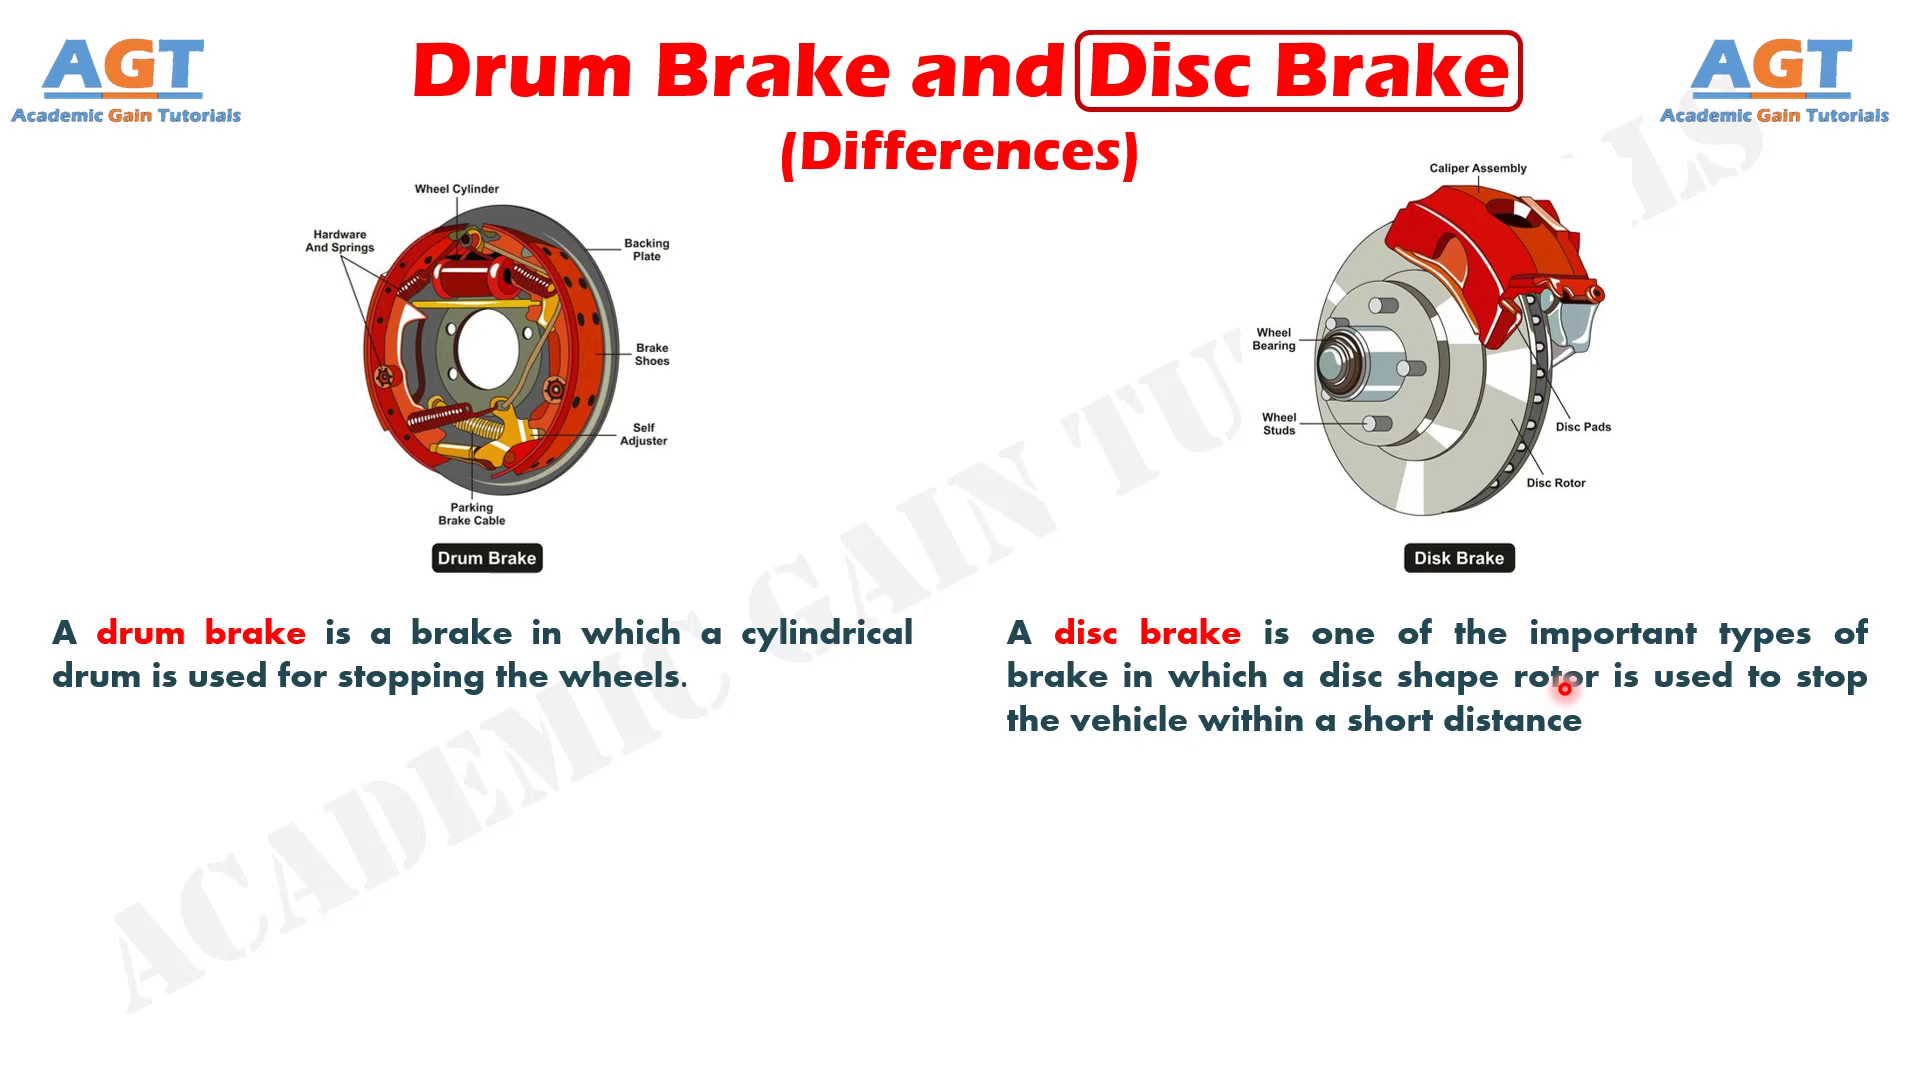 AGT
Academic Gain Tutorials
Drum Brake and Disc Brake
(Differences)
AGT
Academic Gain Tutorials
Wheel Cylinder
Hardware
And Springs
Backing
Plate
Brake
Shoes
Self
Adjuster
Parking
Brake Cable
Drum Brake
Caliper Assembly
Wheel
Bearing
Wheel
Studs
Disc Pads
Disc Rotor
Disk Brake
A drum brake is a brake in which a cylindrical
drum is used for stopping the wheels.
A disc brake is one of the important types of
brake in which a disc shape rotor is used to stop
the vehicle within a short distance